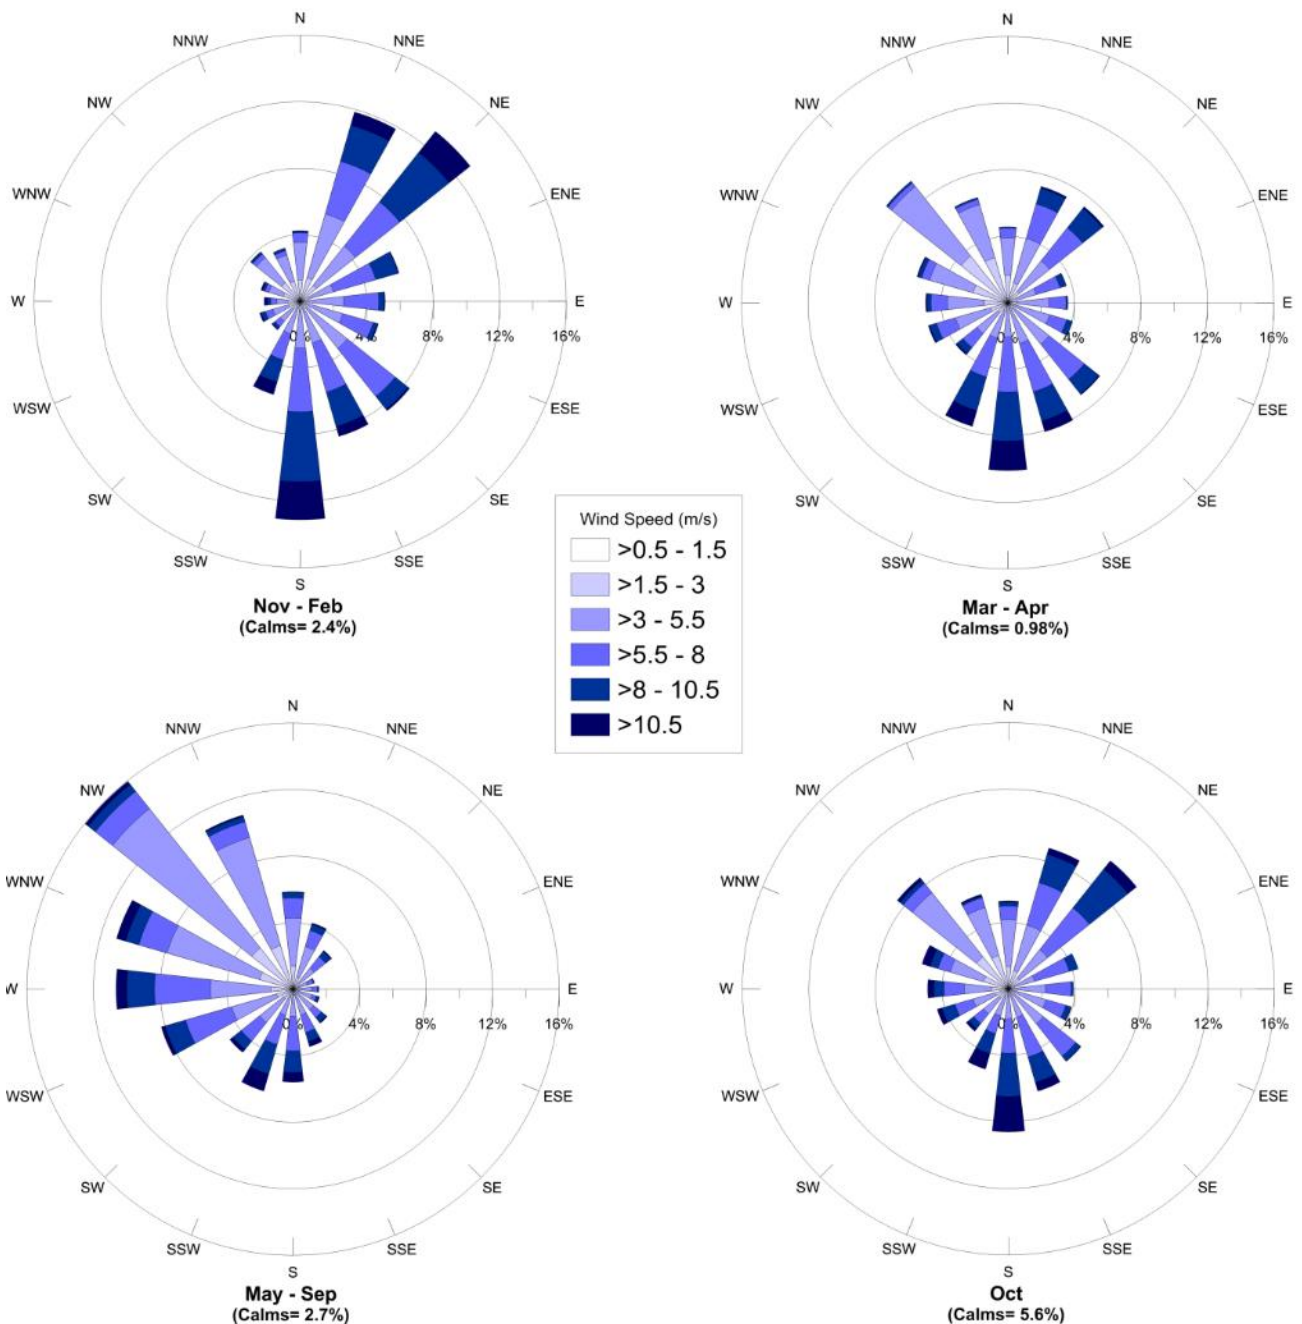 N
NNW
NNE
NW
NE
WNW
ENE
W
0%
4%
8%
12%
16%
E
WSW
ESE
SW
SE
SSW
SSE
S
Nov - Feb
(Calms= 2.4%)
N
NNW
NNE
NW
NE
WNW
ENE
W
0%
4%
8%
12%
16%
E
WSW
ESE
SW
SE
SSW
SSE
S
Mar - Apr
(Calms= 0.98%)
Wind Speed (m/s)
>0.5 - 1.5
>1.5 - 3
>3 - 5.5
>5.5 - 8
>8 - 10.5
>10.5
N
NNW
NNE
NW
NE
WNW
ENE
W
0%
4%
8%
12%
16%
E
WSW
ESE
SW
SE
SSW
SSE
S
May - Sep
(Calms= 2.7%)
N
NNW
NNE
NW
NE
WNW
ENE
W
0%
4%
8%
12%
16%
E
WSW
ESE
SW
SE
SSW
SSE
S
Oct
(Calms= 5.6%)